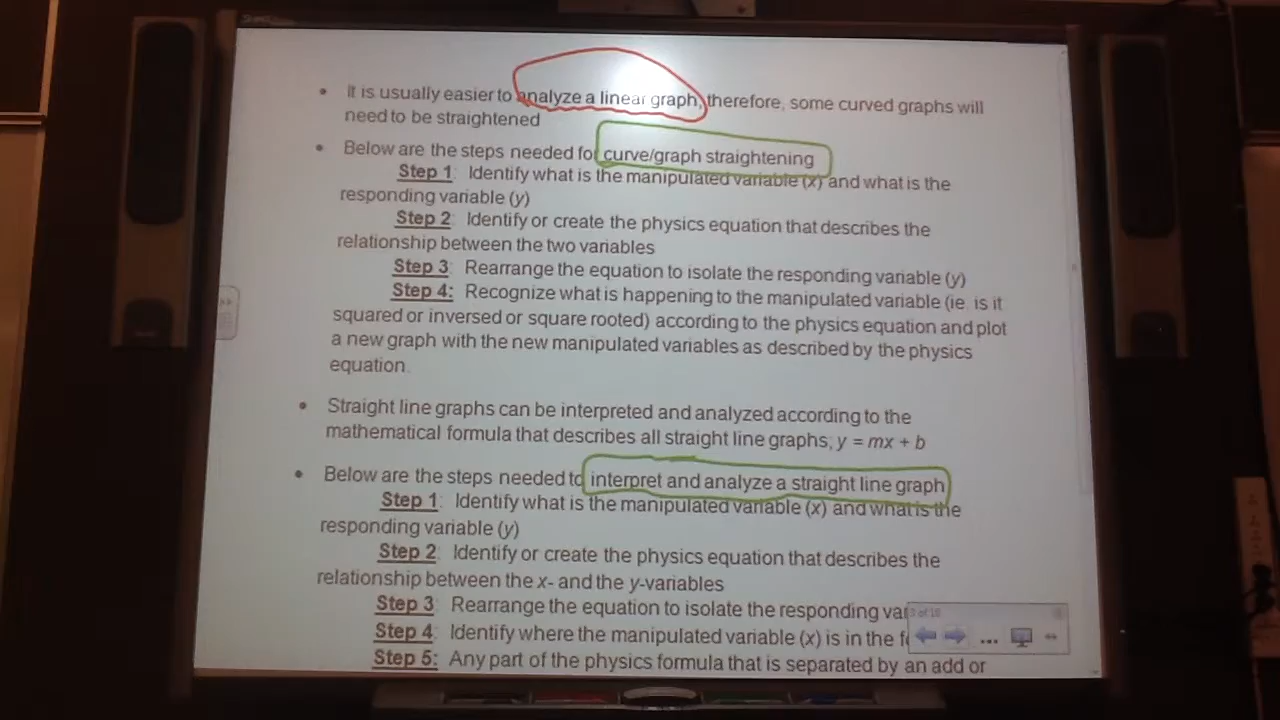 • It is usually easier to analyze a linear graph, therefore, some curved graphs will
need to be straightened
• Below are the steps needed for curve/graph straightening
Step 1: Identify what is the manipulated variable (x) and what is the
responding variable (y)
Step 2: Identify or create the physics equation that describes the
relationship between the two variables
Step 3: Rearrange the equation to isolate the responding variable (y)
Step 4: Recognize what is happening to the manipulated variable (ie. is it
squared or inversed or square rooted) according to the physics equation and plot
a new graph with the new manipulated variables as described by the physics
equation.
• Straight line graphs can be interpreted and analyzed according to the
mathematical formula that describes all straight line graphs; y = mx + b
• Below are the steps needed to interpret and analyze a straight line graph
Step 1: Identify what is the manipulated variable (x) and what is the
responding variable (y)
Step 2: Identify or create the physics equation that describes the
relationship between the x- and the y-variables
Step 3: Rearrange the equation to isolate the responding var
Step 4: Identify where the manipulated variable (x) is in the f
Step 5: Any part of the physics formula that is separated by an add or